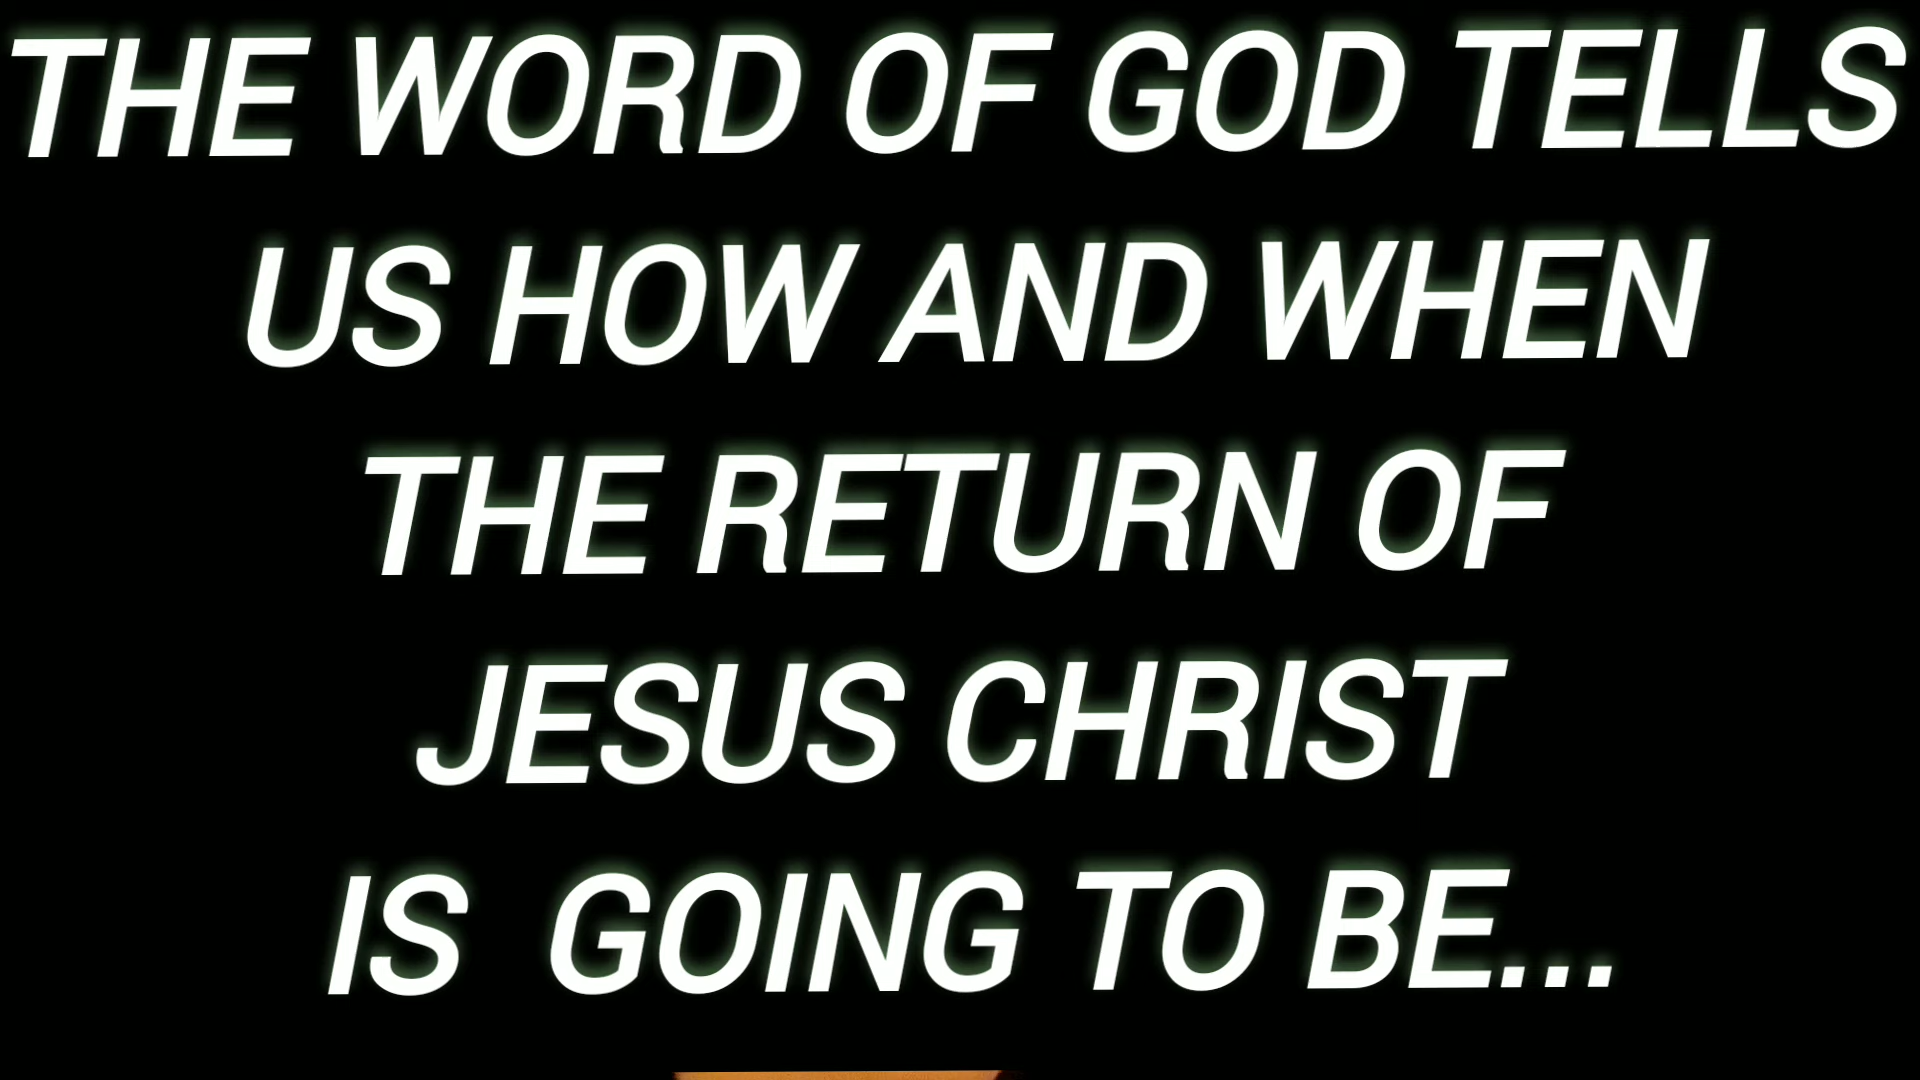 THE WORD OF GOD TELLS
US HOW AND WHEN
THE RETURN OF
JESUS CHRIST
IS  GOING TO BE...